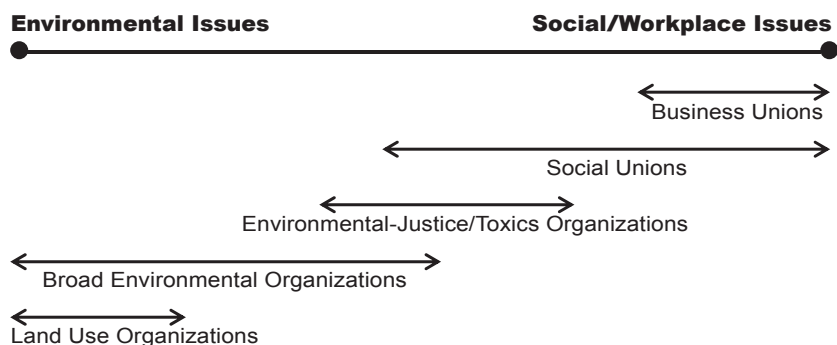 Environmental Issues Social/Workplace Issues
Business Unions
Social Unions
Environmental-Justice/Toxics Organizations
Broad Environmental Organizations
Land Use Organizations